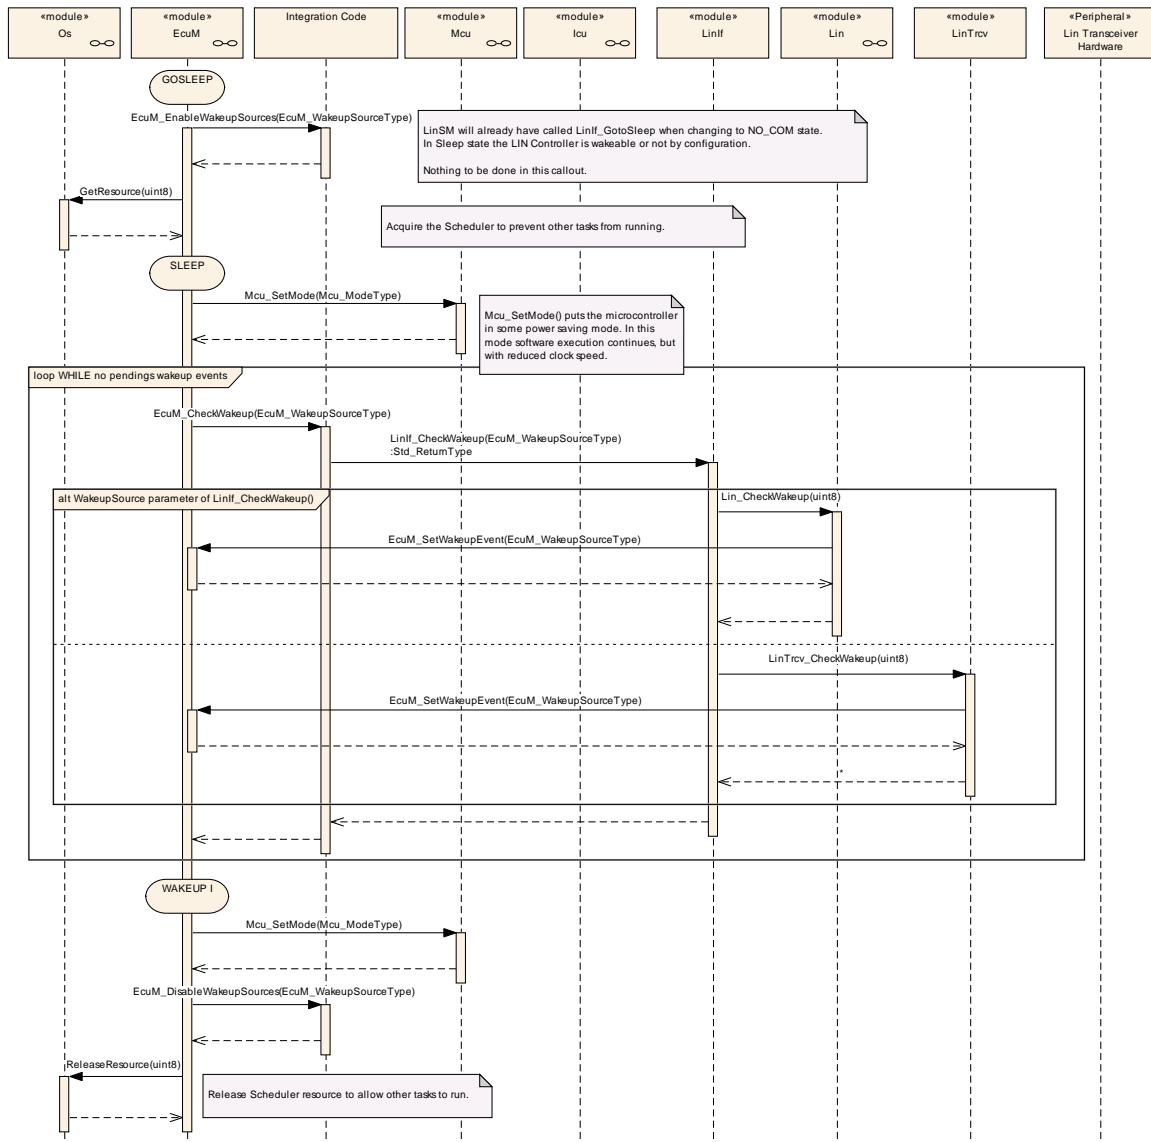 «module»
Os
«module»
EcuM
Integration Code
«module»
Mcu
«module»
Icu
«module»
LinIf
«module»
Lin
«module»
LinTrcv
«Peripheral»
Lin Transceiver
Hardware
GOSLEEP
EcuM_EnableWakeupSources(EcuM_WakeupSourceType)
LinSM will already have called LinIf_GotoSleep when changing to NO_COM state.
In Sleep state the LIN Controller is wakeable or not by configuration.
Nothing to be done in this callout.
GetResource(uint8)
Acquire the Scheduler to prevent other tasks from running.
SLEEP
Mcu_SetMode(Mcu_ModeType)
Mcu_SetMode() puts the microcontroller
in some power saving mode. In this
mode software execution continues, but
with reduced clock speed.
loop WHILE no pendings wakeup events
EcuM_CheckWakeup(EcuM_WakeupSourceType)
LinIf_CheckWakeup(EcuM_WakeupSourceType)
:Std_ReturnType
alt WakeupSource parameter of LinIf_CheckWakeup()
Lin_CheckWakeup(uint8)
EcuM_SetWakeupEvent(EcuM_WakeupSourceType)
LinTrcv_CheckWakeup(uint8)
EcuM_SetWakeupEvent(EcuM_WakeupSourceType)
*
WAKEUP I
Mcu_SetMode(Mcu_ModeType)
EcuM_DisableWakeupSources(EcuM_WakeupSourceType)
ReleaseResource(uint8)
Release Scheduler resource to allow other tasks to run.